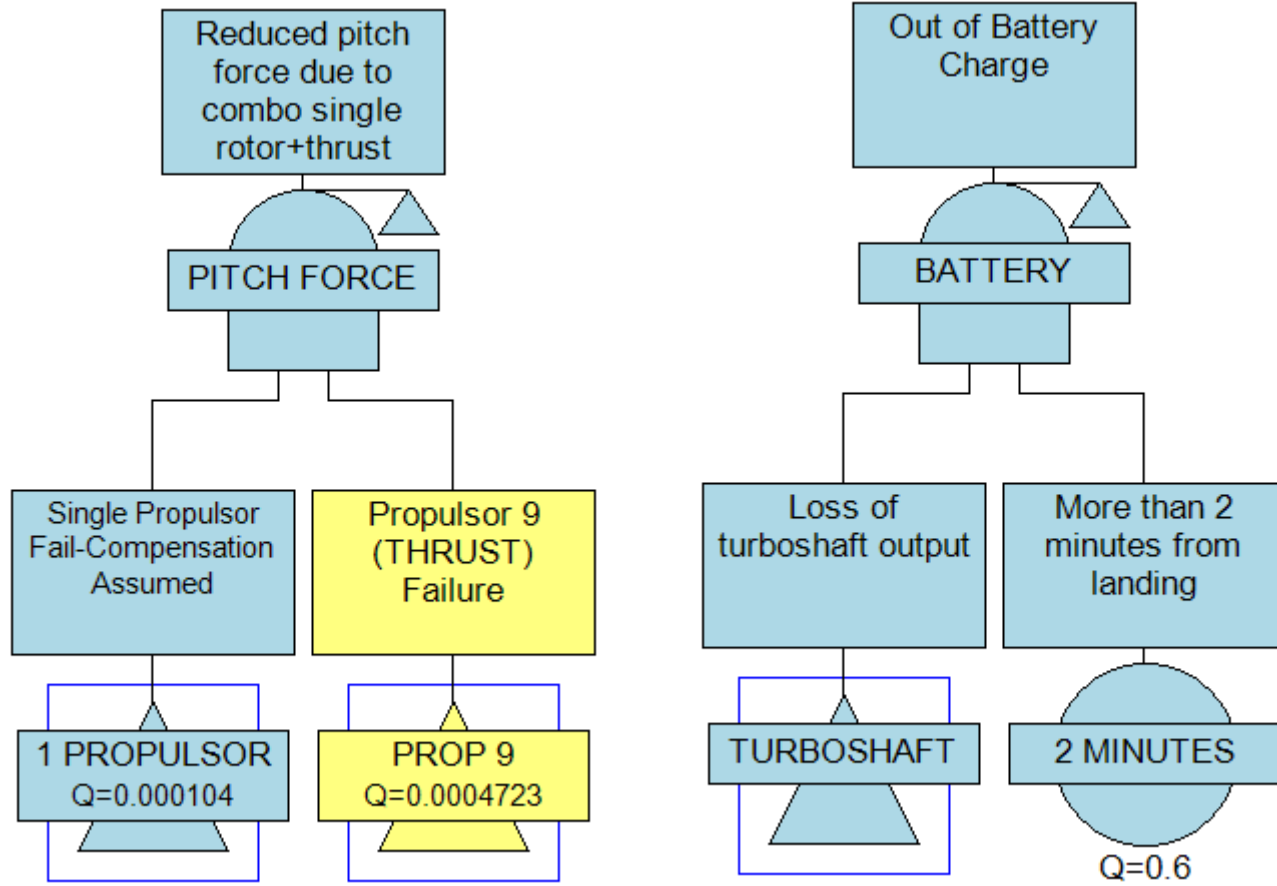 Reduced pitch
force due to
combo single
rotor+thrust
PITCH FORCE
Single Propulsor
Fail-Compensation
Assumed
1 PROPULSOR
Q=0.000104
Propulsor 9
(THRUST)
Failure
PROP 9
Q=0.0004723
Out of Battery
Charge
BATTERY
Loss of
turboshaft output
TURBOSHAFT
More than 2
minutes from
landing
2 MINUTES
Q=0.6